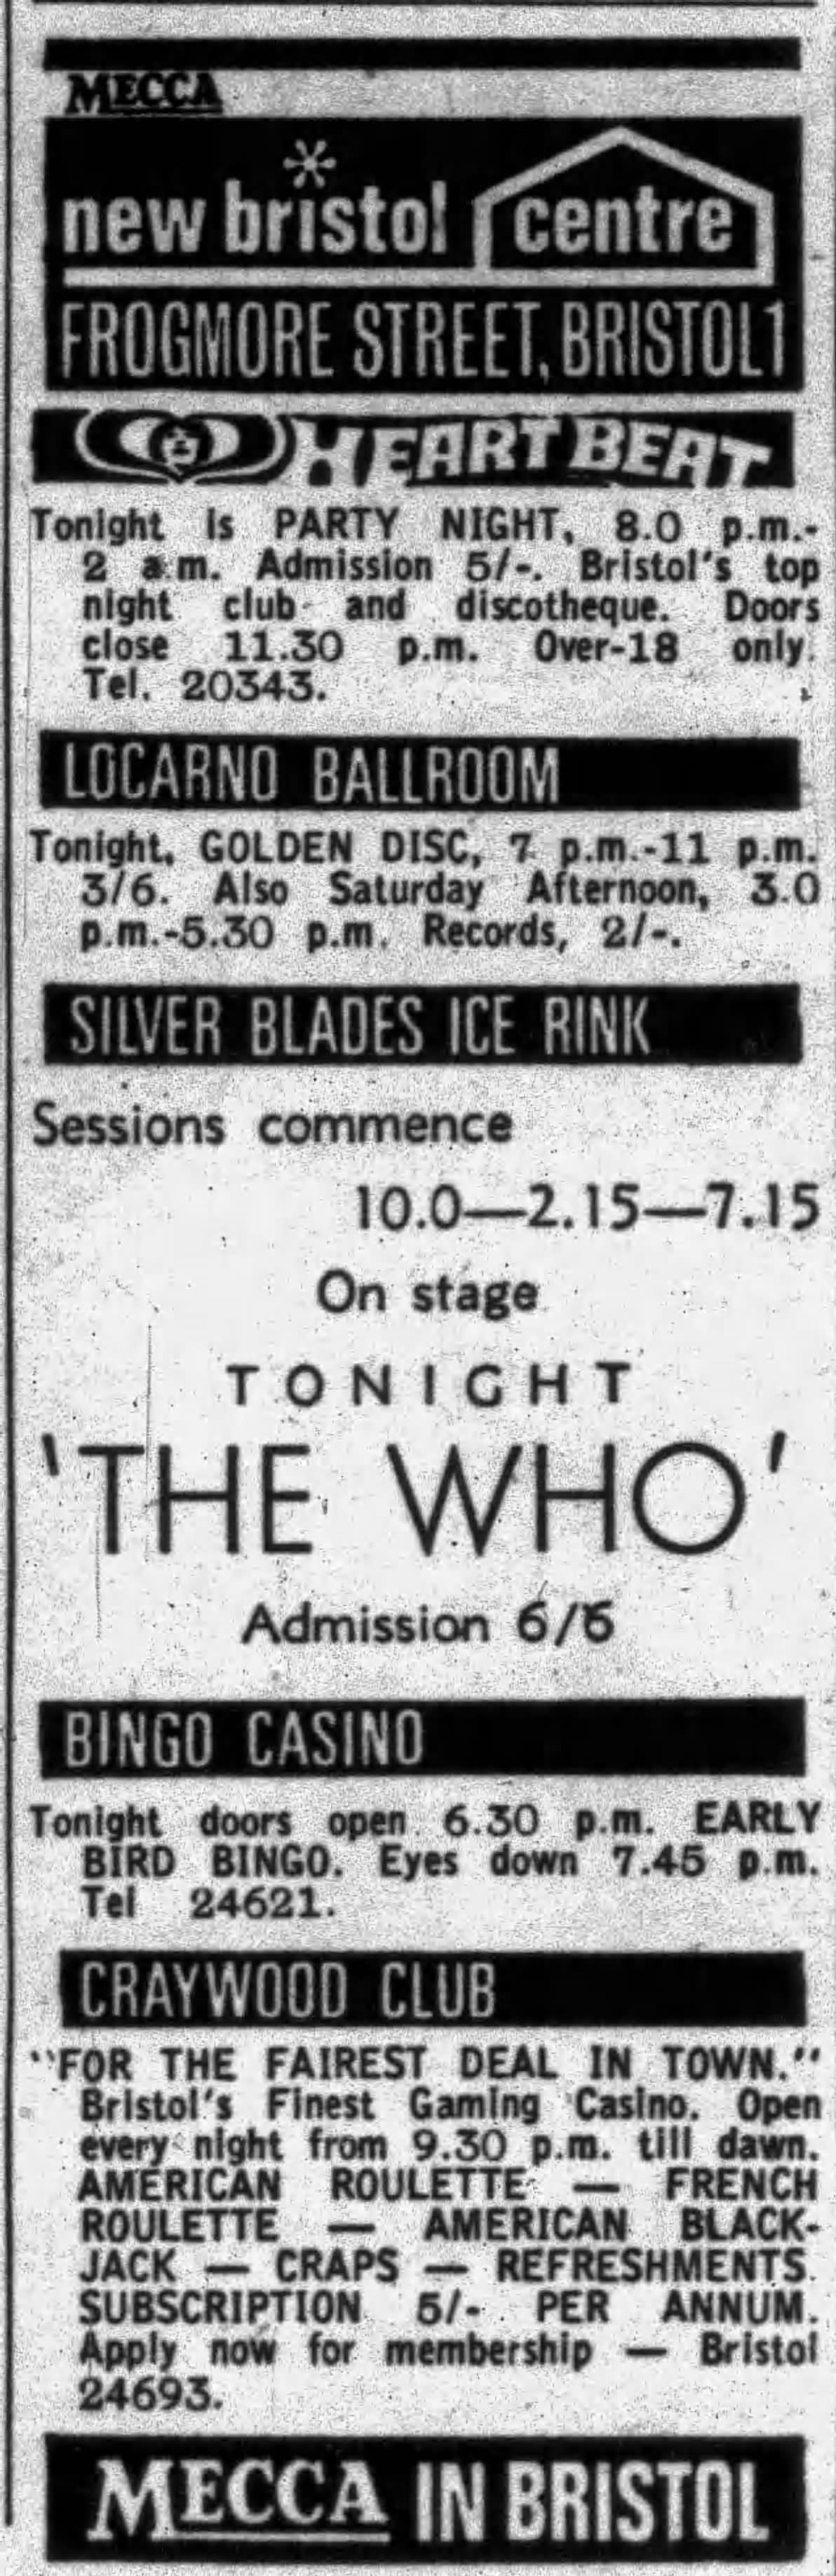 MECCA
new bristol centre
FROGMORE STREET, BRISTOL 1
HEART BEAT
Tonight is PARTY NIGHT, 8.0 p.m.-
2 a.m. Admission 5/-. Bristol's top
night club and discotheque. Doors
close 11.30 p.m. Over-18 only.
Tel. 20343.
LOCARNO BALLROOM
Tonight, GOLDEN DISC, 7 p.m.-11 p.m.
3/6. Also Saturday Afternoon, 3.0
p.m.-5.30 p.m. Records, 2/-.
SILVER BLADES ICE RINK
Sessions commence
10.0—2.15—7.15
On stage
TONIGHT
'THE WHO'
Admission 6/6
BINGO CASINO
Tonight doors open 6.30 p.m. EARLY
BIRD BINGO. Eyes down 7.45 p.m.
Tel 24621.
CRAYWOOD CLUB
"FOR THE FAIREST DEAL IN TOWN."
Bristol's Finest Gaming Casino. Open
every night from 9.30 p.m. till dawn.
AMERICAN ROULETTE — FRENCH
ROULETTE — AMERICAN BLACK-
JACK — CRAPS — REFRESHMENTS.
SUBSCRIPTION 5/- PER ANNUM.
Apply now for membership — Bristol
24693.
MECCA IN BRISTOL